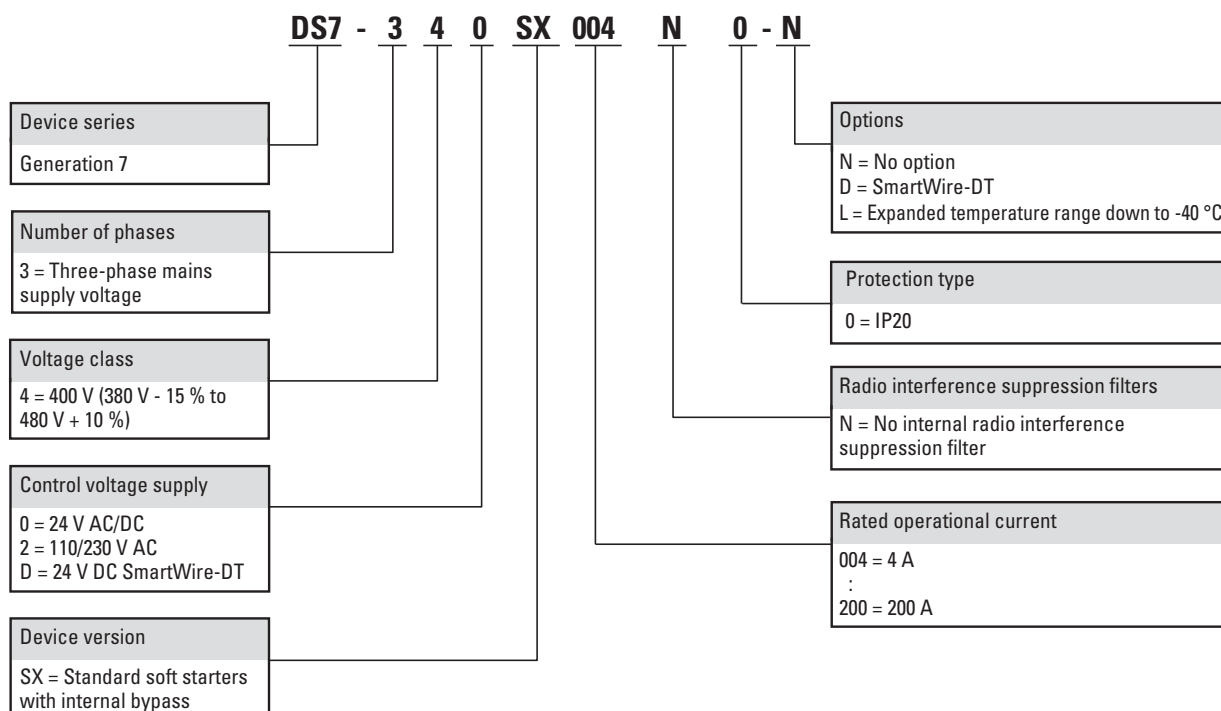 DS7 - 3 4 0 SX 004 N 0 - N
Device series
Generation 7
Number of phases
3 = Three-phase mains
supply voltage
Voltage class
4 = 400 V (380 V - 15 % to
480 V + 10 %)
Control voltage supply
0 = 24 V AC/DC
2 = 110/230 V AC
D = 24 V DC SmartWire-DT
Device version
SX = Standard soft starters
with internal bypass
Options
N = No option
D = SmartWire-DT
L = Expanded temperature range down to -40 °C
Protection type
0 = IP20
Radio interference suppression filters
N = No internal radio interference
suppression filter
Rated operational current
004 = 4 A
:
200 = 200 A